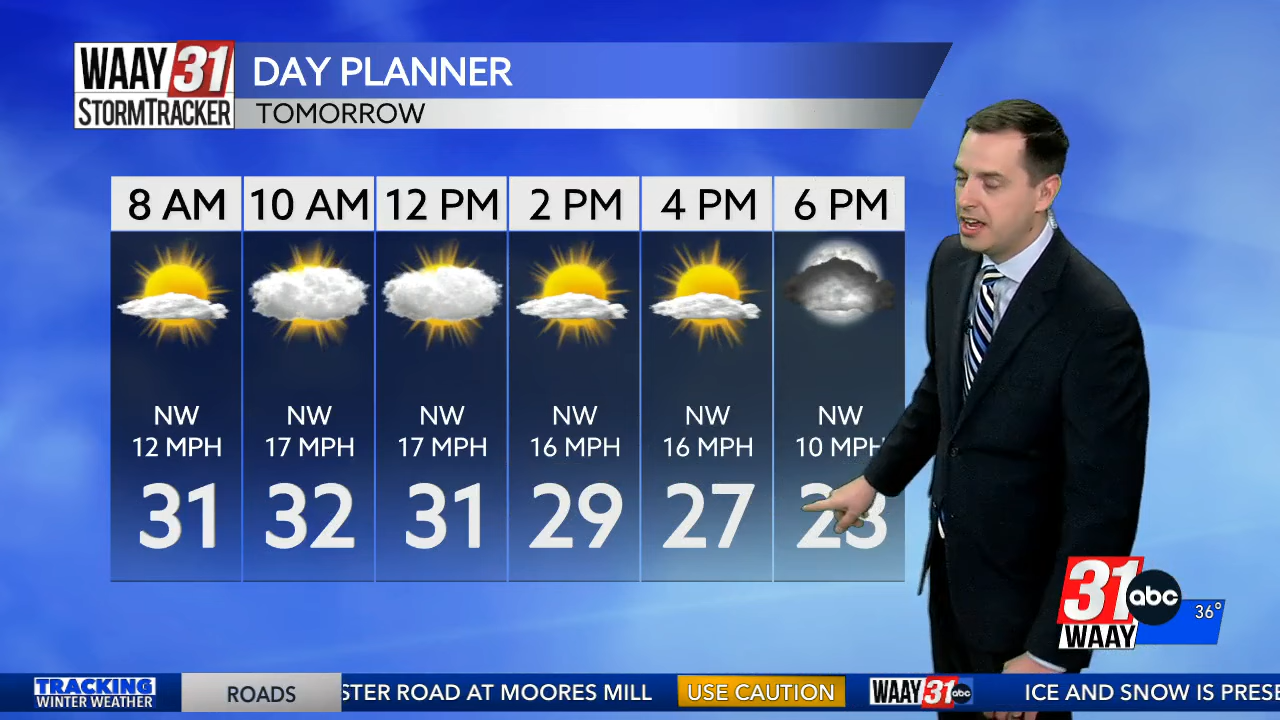 WAAY 31
STORMTRACKER
DAY PLANNER
TOMORROW
8 AM 10 AM 12 PM 2 PM 4 PM 6 PM
NW NW NW NW NW NW
12 MPH 17 MPH 17 MPH 16 MPH 16 MPH 10 MPH
31 32 31 29 27 23
31 abc 36°
WAAY
TRACKING
WINTER WEATHER
ROADS
STER ROAD AT MOORES MILL USE CAUTION WAAY 31 abc ICE AND SNOW IS PRESE